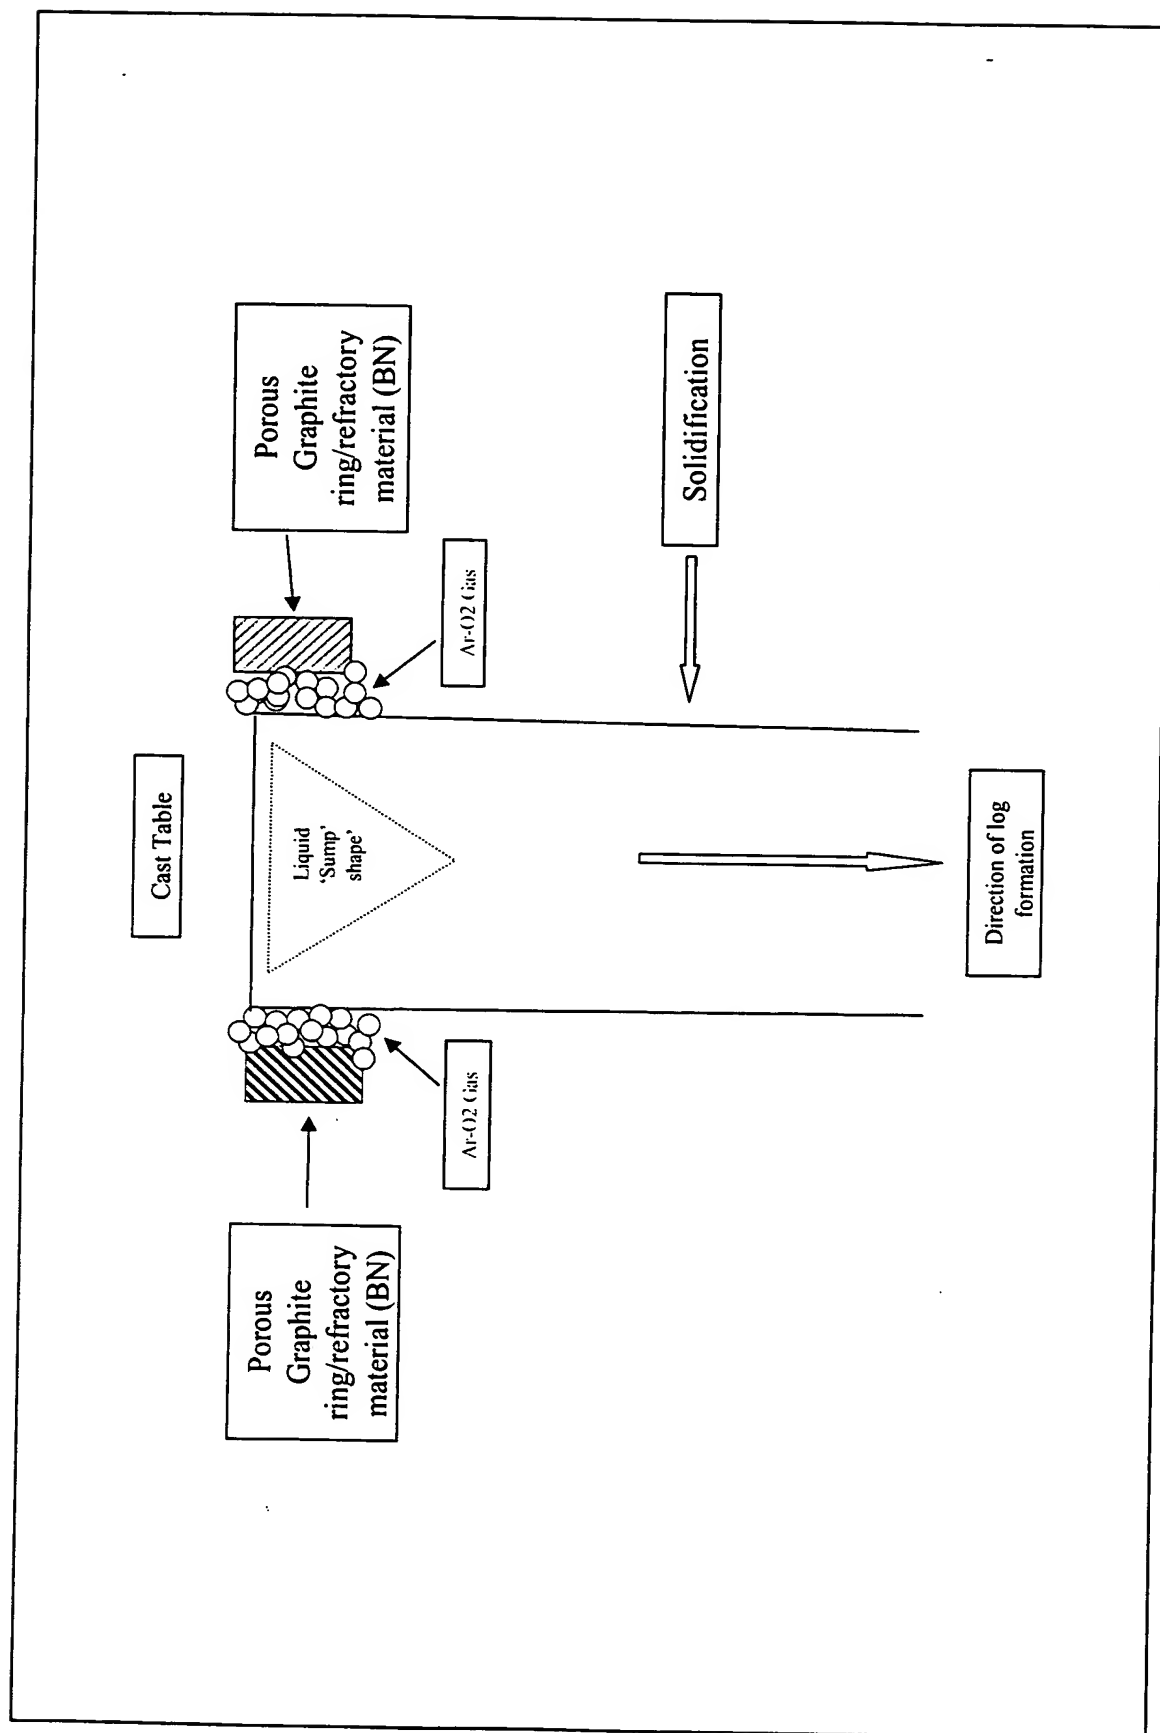 Cast Table
Porous
Graphite
ring/refractory
material (BN)
Porous
Graphite
ring/refractory
material (BN)
Liquid
‘Sump’
shape’
Ar-O2 Gas
Ar-O2 Gas
Solidification
Direction of log
formation